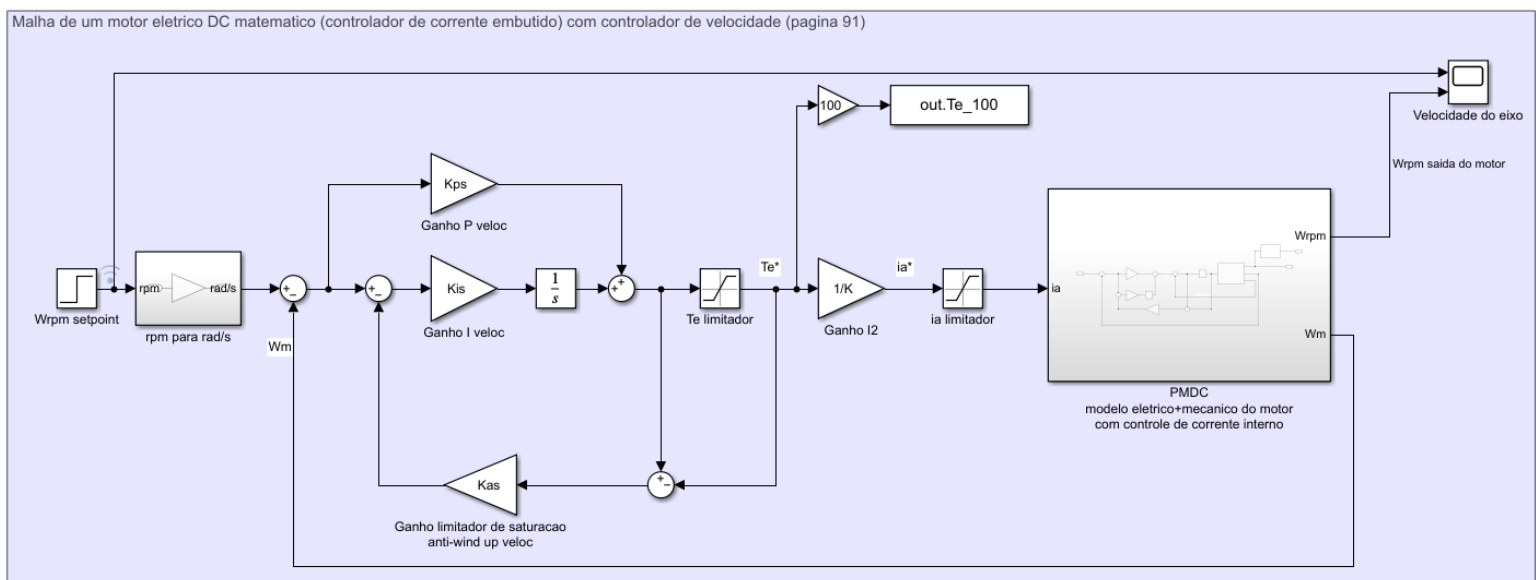 Malha de um motor eletrico DC matematico (controlador de corrente embutido) com controlador de velocidade (pagina 91)
100
out.Te_100
Velocidade do eixo
Wrpm saida do motor
Kps
Ganho P veloc
Wrpm setpoint
rpm
rad/s
rpm para rad/s
Wm
Kis
Ganho I veloc
1
s
Te limitador
Te*
1/K
Ganho I2
ia*
ia limitador
ia
Wrpm
Wm
PMDC
modelo eletrico+mecanico do motor
com controle de corrente interno
Kas
Ganho limitador de saturacao
anti-wind up veloc